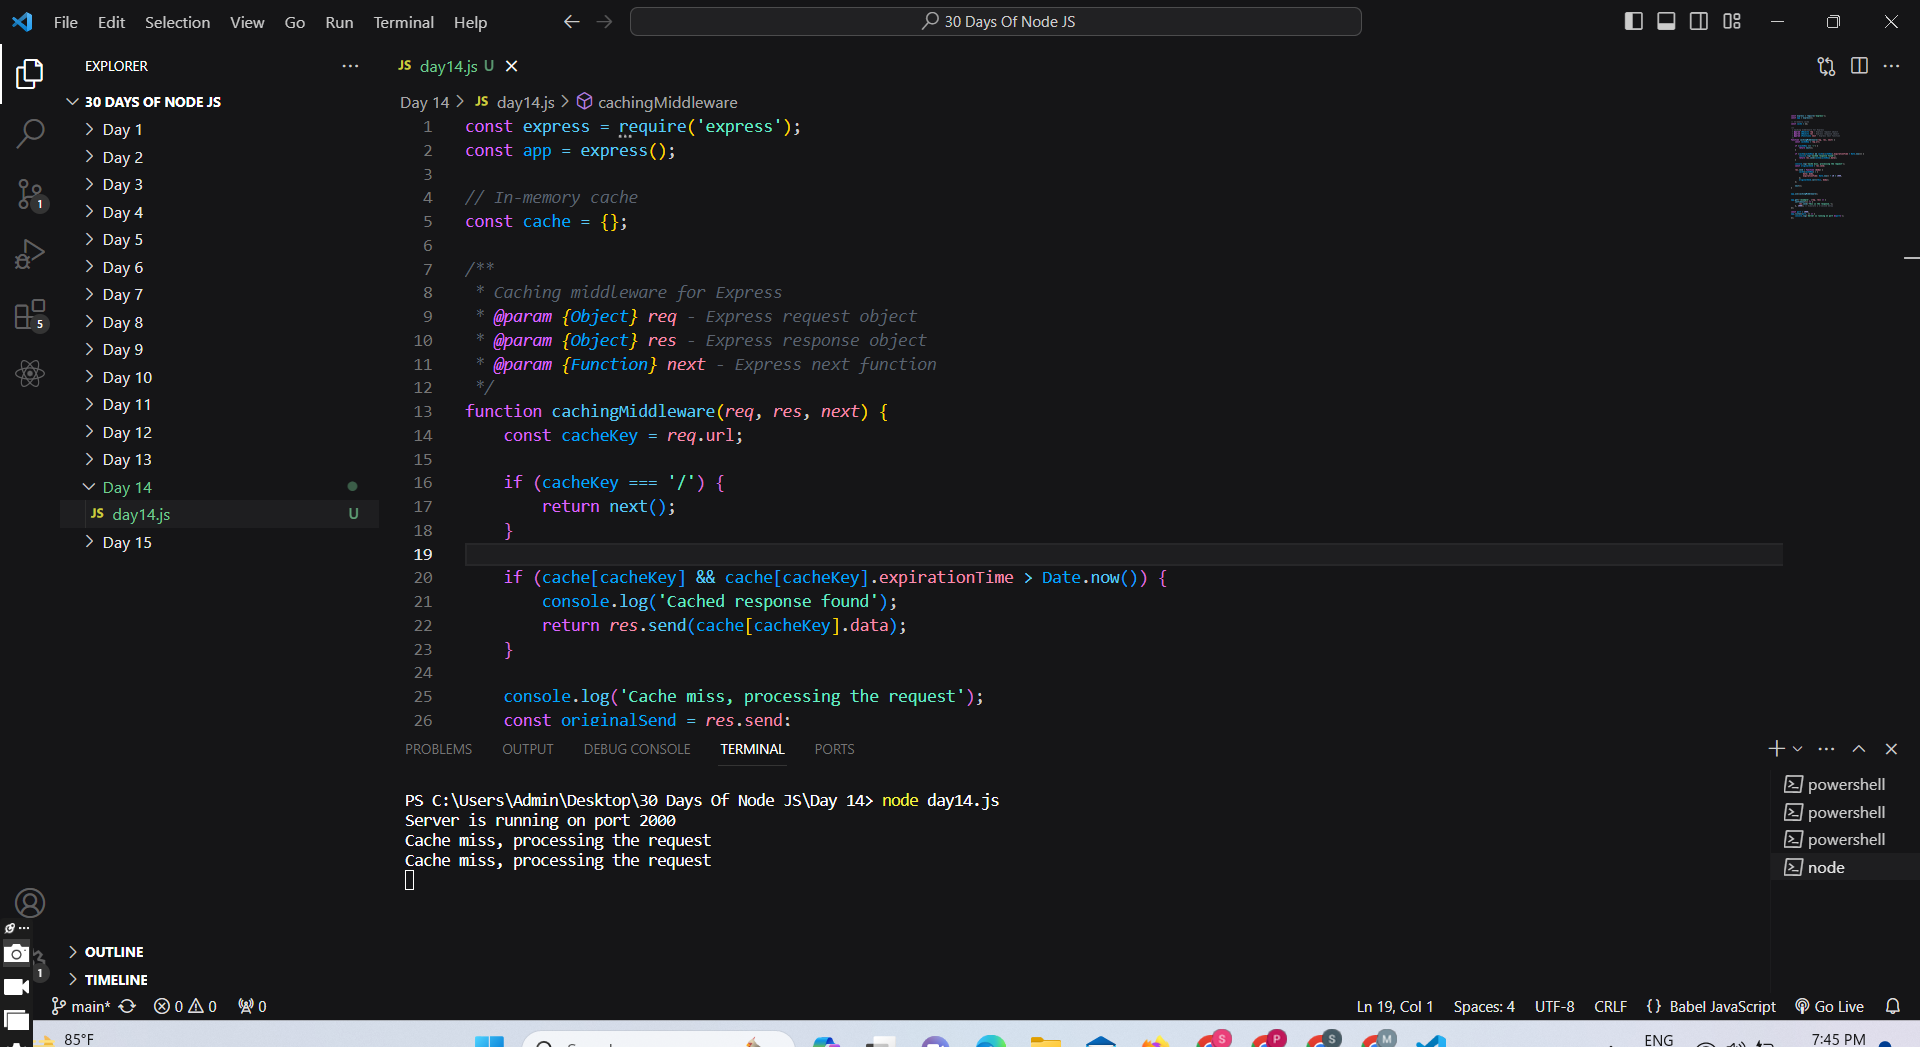 File Edit Selection View Go Run Terminal Help
30 Days Of Node JS
EXPLORER
30 DAYS OF NODE JS
Day 1
Day 2
Day 3
Day 4
Day 5
Day 6
Day 7
Day 8
Day 9
Day 10
Day 11
Day 12
Day 13
Day 14
JS day14.js U
Day 15
OUTLINE
TIMELINE
1
5
1
JS day14.js U
Day 14 > JS day14.js > cachingMiddleware
1 const express = require('express');
2 const app = express();
3
4 // In-memory cache
5 const cache = {};
6
7 /**
8 * Caching middleware for Express
9 * @param {Object} req - Express request object
10 * @param {Object} res - Express response object
11 * @param {Function} next - Express next function
12 */
13 function cachingMiddleware(req, res, next) {
14 const cacheKey = req.url;
15
16 if (cacheKey === '/') {
17 return next();
18 }
19
20 if (cache[cacheKey] && cache[cacheKey].expirationTime > Date.now()) {
21 console.log('Cached response found');
22 return res.send(cache[cacheKey].data);
23 }
24
25 console.log('Cache miss, processing the request');
26 const originalSend = res.send;
PROBLEMS OUTPUT DEBUG CONSOLE TERMINAL PORTS
PS C:\Users\Admin\Desktop\30 Days Of Node JS\Day 14> node day14.js
Server is running on port 2000
Cache miss, processing the request
Cache miss, processing the request
powershell
powershell
powershell
node
main* 0 0 0
Ln 19, Col 1 Spaces: 4 UTF-8 CRLF {} Babel JavaScript Go Live
85°F
S P S M
ENG
7:45 PM